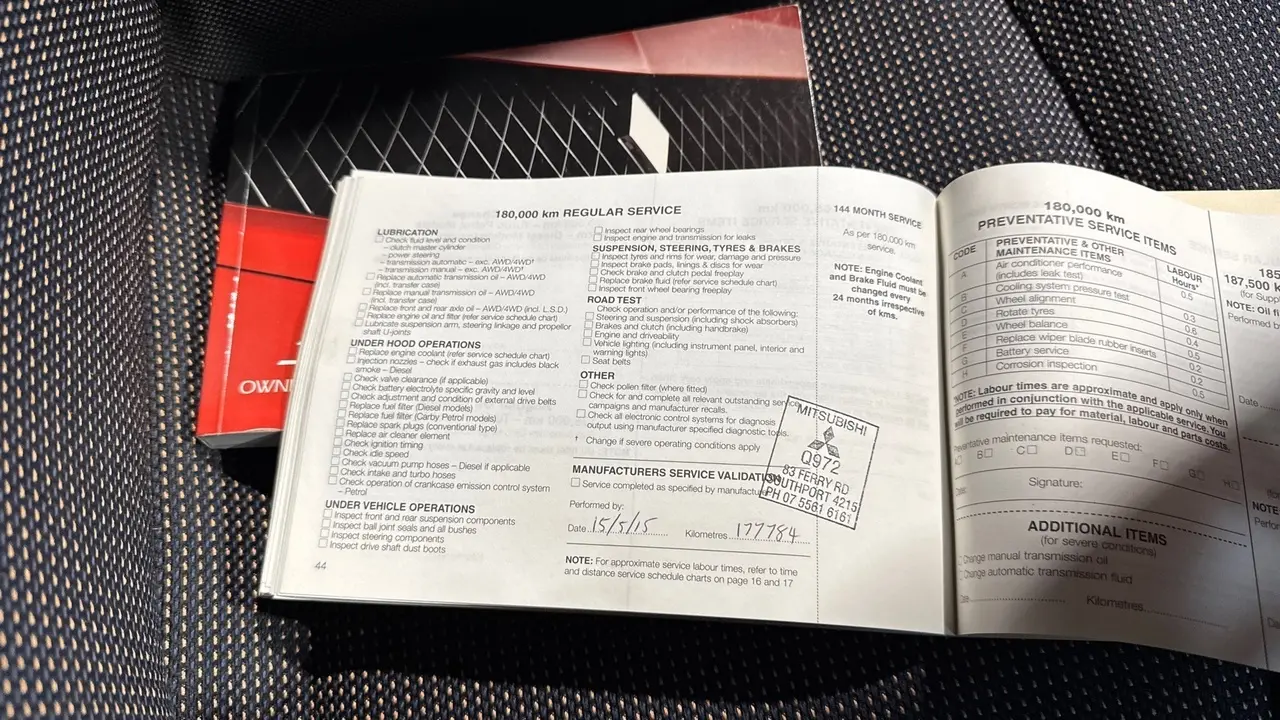 OWN
180,000 km REGULAR SERVICE
LUBRICATION
Check fluid level and condition
– clutch master cylinder
– power steering
– transmission automatic – exc. AWD/4WD†
– transmission manual – exc. AWD/4WD†
Replace automatic transmission oil – AWD/4WD
(incl. transfer case)
Replace manual transmission oil – AWD/4WD
(incl. transfer case)
Replace front and rear axle oil – AWD/4WD (incl. L.S.D.)
Replace engine oil and filter (refer service schedule chart)
Lubricate suspension arm, steering linkage and propellor
shaft U-joints
UNDER HOOD OPERATIONS
Replace engine coolant (refer service schedule chart)
Injection nozzles – check if exhaust gas includes black
smoke – Diesel
Check valve clearance (if applicable)
Check battery electrolyte specific gravity and level
Check adjustment and condition of external drive belts
Replace fuel filter (Diesel models)
Replace fuel filter (Carby Petrol models)
Replace spark plugs (conventional type)
Replace air cleaner element
Check ignition timing
Check idle speed
Check vacuum pump hoses – Diesel if applicable
Check intake and turbo hoses
Check operation of crankcase emission control system
– Petrol
UNDER VEHICLE OPERATIONS
Inspect front and rear suspension components
Inspect ball joint seals and all bushes
Inspect steering components
Inspect drive shaft dust boots
44
Inspect rear wheel bearings
Inspect engine and transmission for leaks
SUSPENSION, STEERING, TYRES & BRAKES
Inspect tyres and rims for wear, damage and pressure
Inspect brake pads, linings & discs for wear
Check brake and clutch pedal freeplay
Replace brake fluid (refer service schedule chart)
Inspect front wheel bearing freeplay
ROAD TEST
Check operation and/or performance of the following:
Steering and suspension (including shock absorbers)
Brakes and clutch (including handbrake)
Engine and driveability
Vehicle lighting (including instrument panel, interior and
warning lights)
Seat belts
OTHER
Check pollen filter (where fitted)
Check for and complete all relevant outstanding service
campaigns and manufacturer recalls.
Check all electronic control systems for diagnosis
output using manufacturer specified diagnostic tools.
† Change if severe operating conditions apply
MANUFACTURERS SERVICE VALIDATION
Service completed as specified by manufacturer
Performed by:
Date 15/5/15 Kilometres 177784
NOTE: For approximate service labour times, refer to time
and distance service schedule charts on page 16 and 17
144 MONTH SERVICE
As per 180,000 km
service.
NOTE: Engine Coolant
and Brake Fluid must be
changed every
24 months irrespective
of kms.
MITSUBISHI
Q972
83 FERRY RD
SOUTHPORT 4215
PH 07 5561 6161
180,000 km
PREVENTATIVE SERVICE ITEMS
CODE PREVENTATIVE & OTHER MAINTENANCE ITEMS LABOUR Hours*
A Air conditioner performance
(includes leak test) 0.5
B Cooling system pressure test 0.3
C Wheel alignment 0.6
D Rotate tyres 0.4
E Wheel balance 0.5
F Replace wiper blade rubber inserts 0.2
G Battery service 0.2
H Corrosion inspection 0.5
*NOTE: Labour times are approximate and apply only when
performed in conjunction with the applicable service. You
will be required to pay for material, labour and parts costs.
maintenance items requested:
B C D E F G H
Date: Signature:
ADDITIONAL ITEMS
(for severe conditions)
Change manual transmission oil
Change automatic transmission fluid
Kilometres
187,500
NOTE: Oil
Date
NOTE